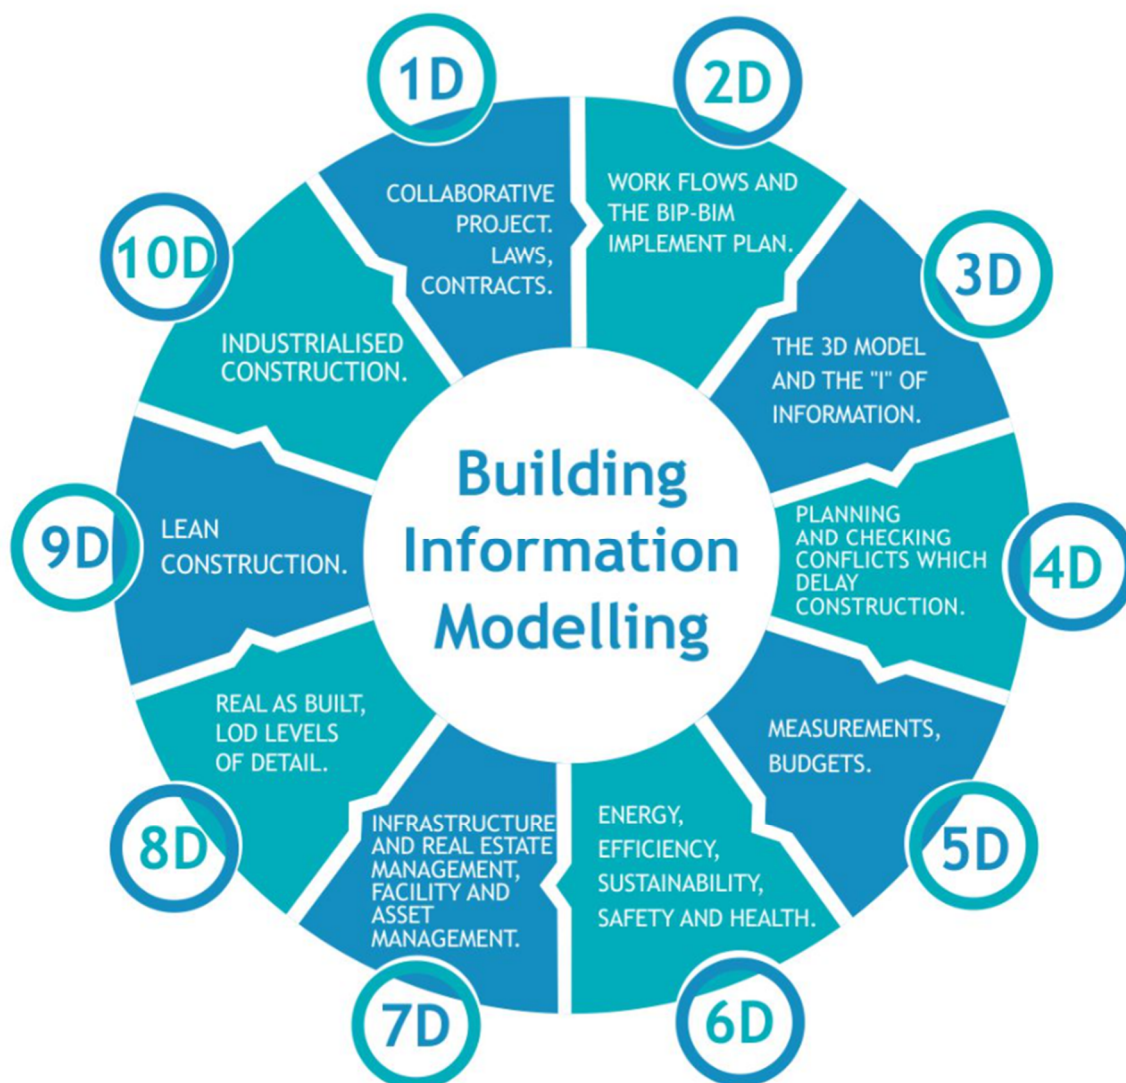 1D
COLLABORATIVE
PROJECT.
LAWS,
CONTRACTS.
2D
WORK FLOWS AND
THE BIP-BIM
IMPLEMENT PLAN.
3D
THE 3D MODEL
AND THE "I" OF
INFORMATION.
4D
PLANNING
AND CHECKING
CONFLICTS WHICH
DELAY
CONSTRUCTION.
5D
MEASUREMENTS,
BUDGETS.
6D
ENERGY,
EFFICIENCY,
SUSTAINABILITY,
SAFETY AND HEALTH.
7D
INFRASTRUCTURE
AND REAL ESTATE
MANAGEMENT,
FACILITY AND
ASSET
MANAGEMENT.
8D
REAL AS BUILT,
LOD LEVELS
OF DETAIL.
9D
LEAN
CONSTRUCTION.
10D
INDUSTRIALISED
CONSTRUCTION.
Building
Information
Modelling